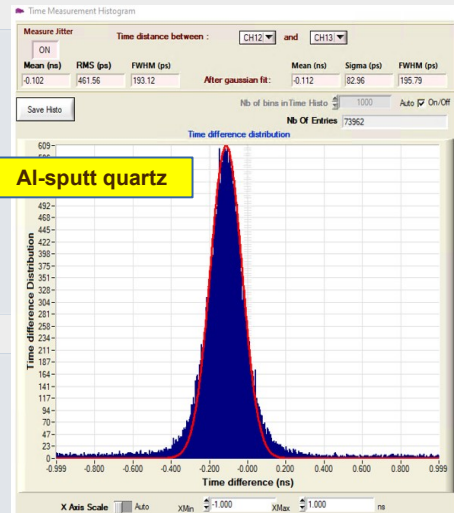 Time Measurement Histogram
Measure Jitter
ON
Time distance between : CH12 and CH13
Mean (ns) RMS (ps) FWHM (ps) Mean (ns) Sigma (ps) FWHM (ps)
-0.102 461.56 193.12 After gaussian fit: -0.112 82.96 195.79
Save Histo
Nb of bins in Time Histo 1000 Auto On/Off
Nb Of Entries 73962
Time difference distribution
Al-sputt quartz
Time difference Distribution
609
492
468
445
422
398
375
351
328
304
281
258
234
211
187
164
141
117
94
70
47
23
0
-0.999 -0.800 -0.600 -0.400 -0.200 -0.000 0.200 0.400 0.600 0.800 0.999
Time difference (ns)
X Axis Scale Auto XMin -1.000 XMax 1.000 ns